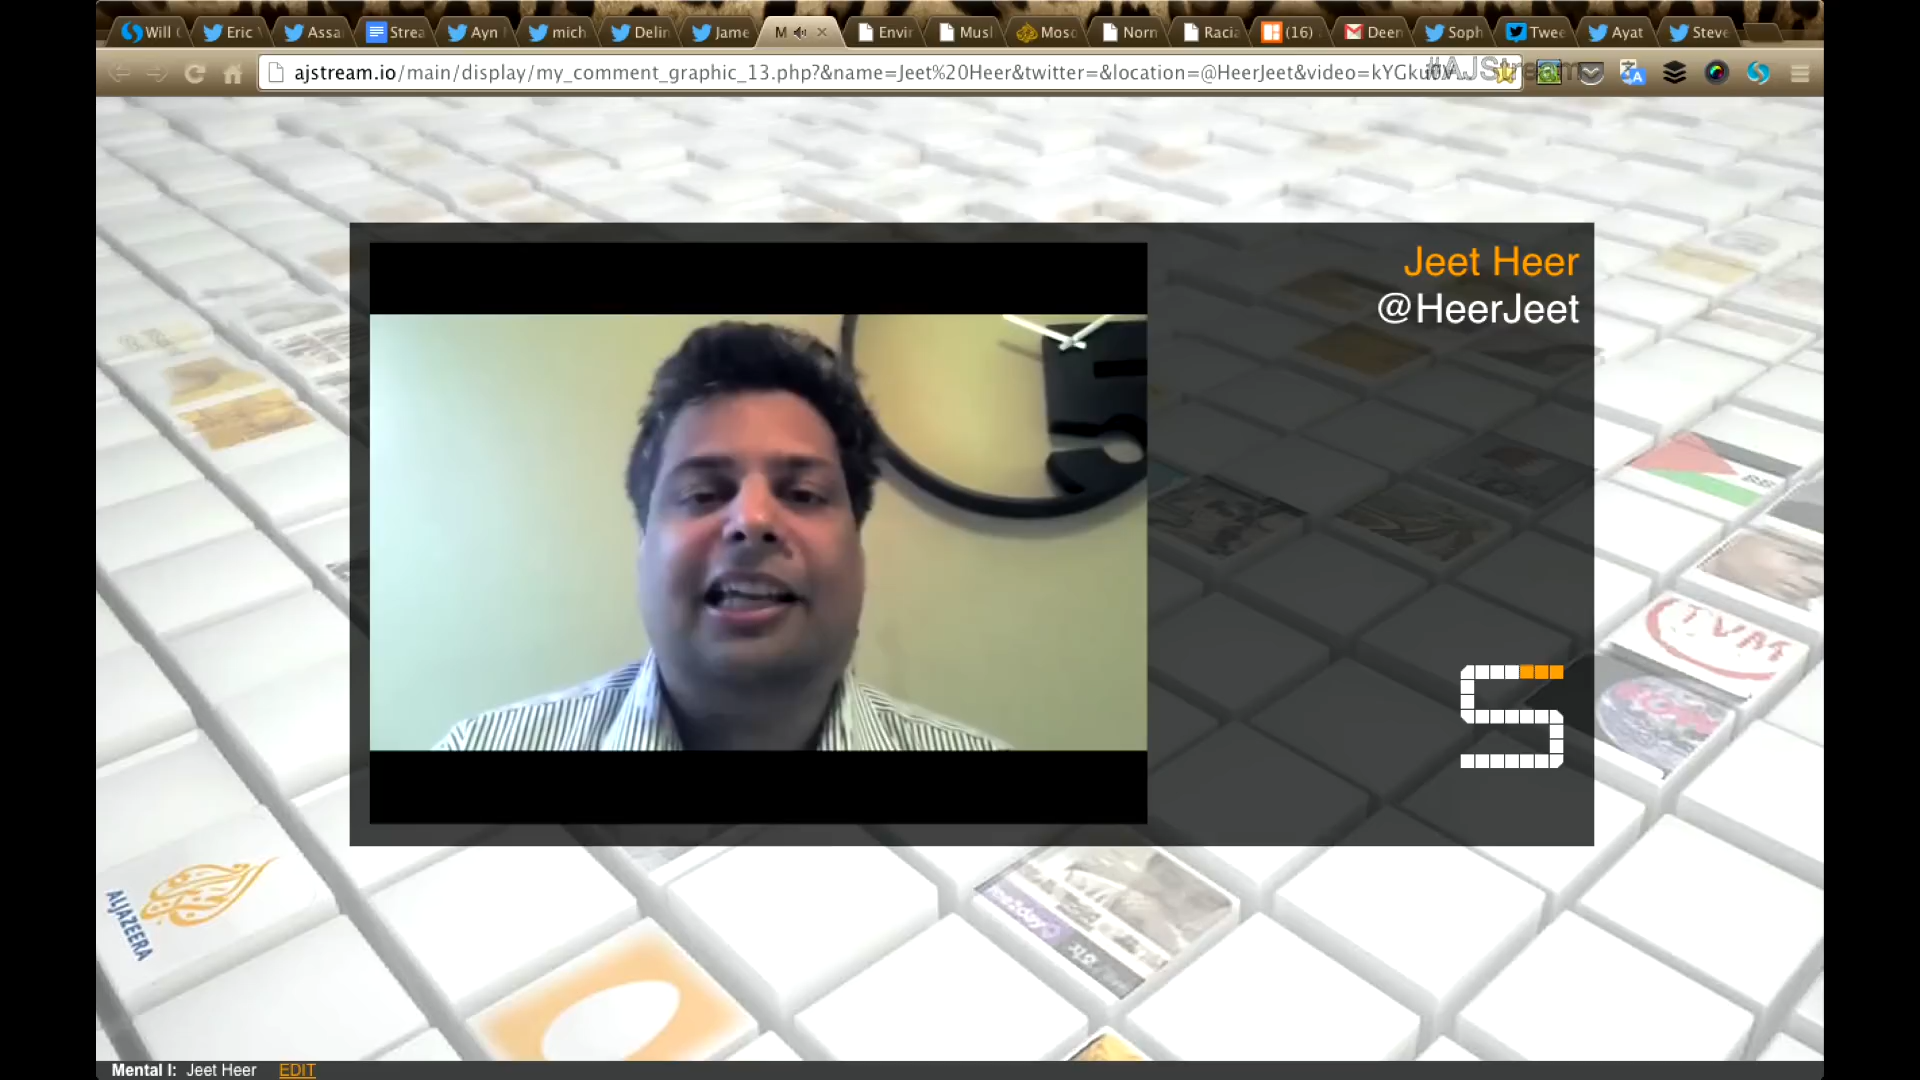 Will
Eric
Assa
Strea
Ayn
mich
Delin
Jame
M
Envir
Musl
Mosc
Norn
Racia
(16)
Deen
Soph
Twee
Ayat
Steve
ajstream.io/main/display/my_comment_graphic_13.php?&name=Jeet%20Heer&twitter=&location=@HeerJeet&video=kYGku
#AJStream
Jeet Heer
@HeerJeet
TVM
ALJAZEERA
Mental I: Jeet Heer EDIT